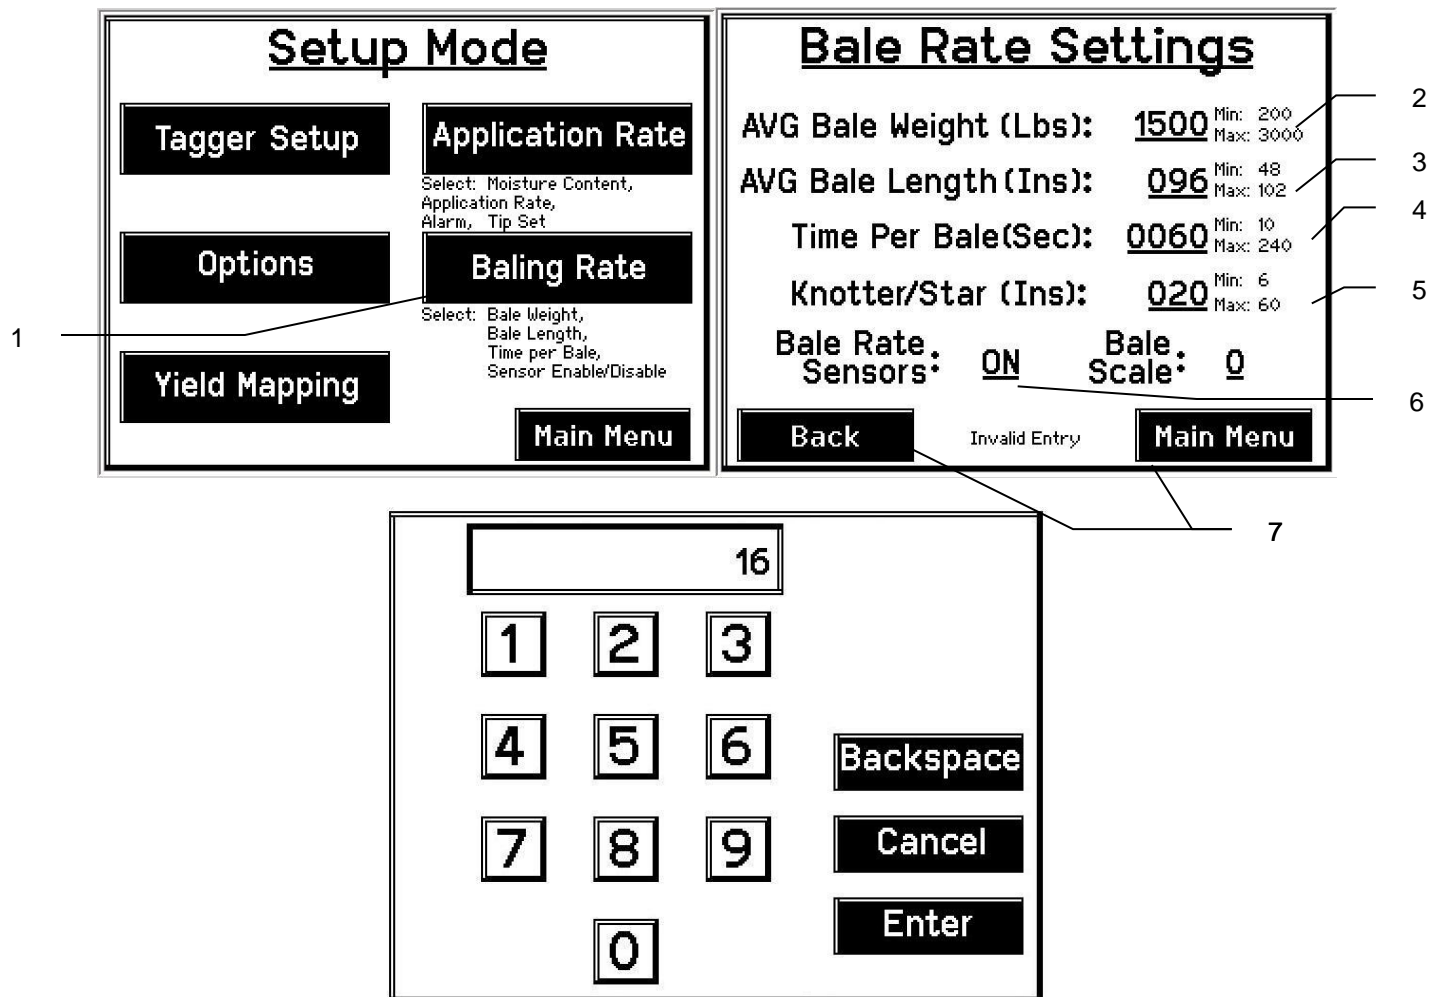 Setup Mode
Tagger Setup
Application Rate
Select: Moisture Content,
Application Rate,
Alarm, Tip Set
Options
Baling Rate
Select: Bale Weight,
Bale Length,
Time per Bale,
Sensor Enable/Disable
Yield Mapping
Main Menu
1
Bale Rate Settings
AVG Bale Weight (Lbs): 1500 Min: 200
Max: 3000
2
AVG Bale Length (Ins): 096 Min: 48
Max: 102
3
Time Per Bale(Sec): 0060 Min: 10
Max: 240
4
Knotter/Star (Ins): 020 Min: 6
Max: 60
5
Bale Rate
Sensors: ON
Bale
Scale: 0
6
Back
Invalid Entry
Main Menu
7
16
1 2 3
4 5 6
Backspace
7 8 9
Cancel
Enter
0